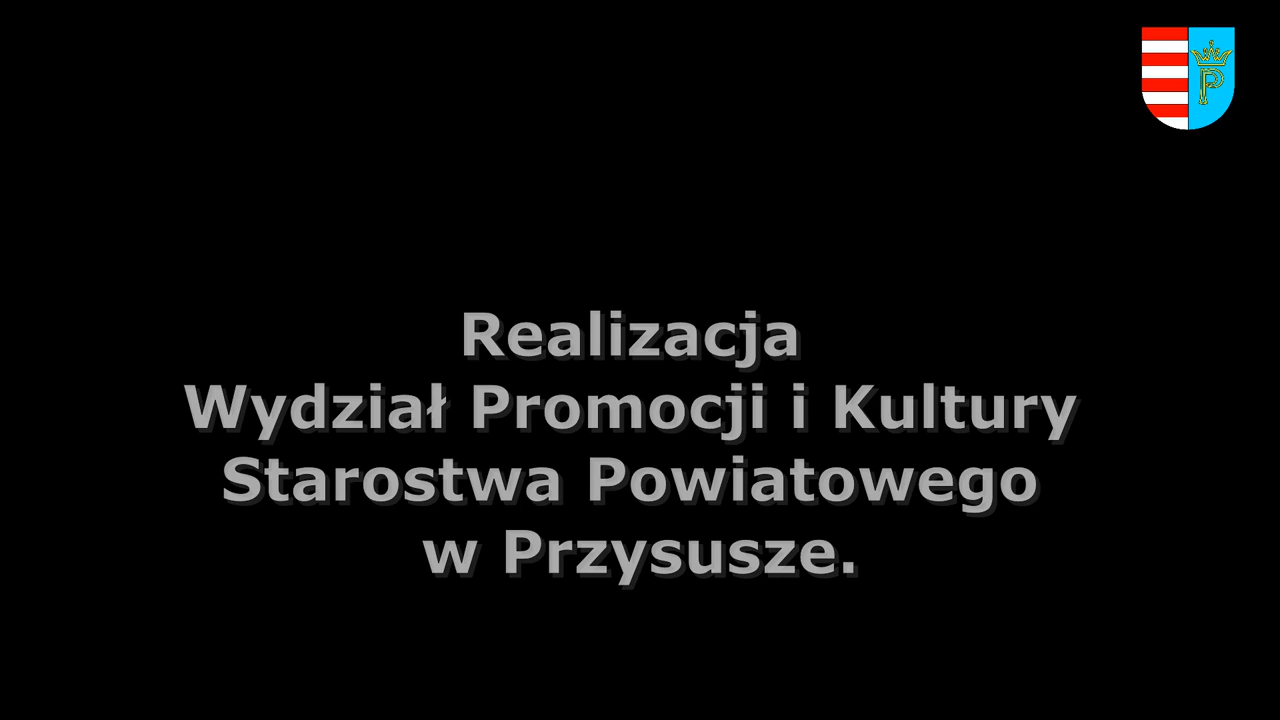 Realizacja
Wydział Promocji i Kultury
Starostwa Powiatowego
w Przysusze.
P